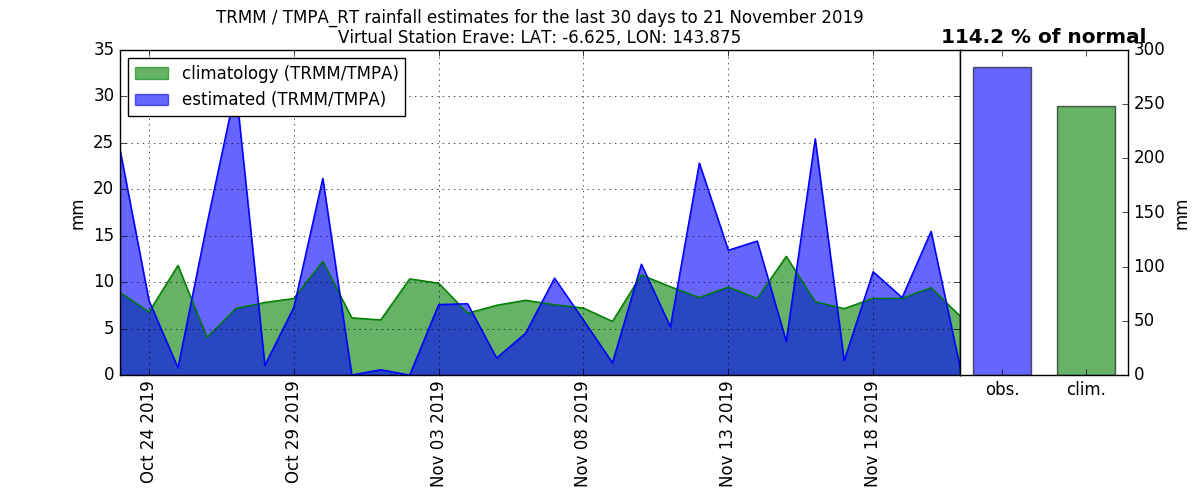 TRMM / TMPA_RT rainfall estimates for the last 30 days to 21 November 2019
Virtual Station Erave: LAT: -6.625, LON: 143.875
114.2 % of normal
climatology (TRMM/TMPA)
estimated (TRMM/TMPA)
35
30
25
20
15
10
5
0
mm
Oct 24 2019
Oct 29 2019
Nov 03 2019
Nov 08 2019
Nov 13 2019
Nov 18 2019
obs.
clim.
300
250
200
150
100
50
0
mm